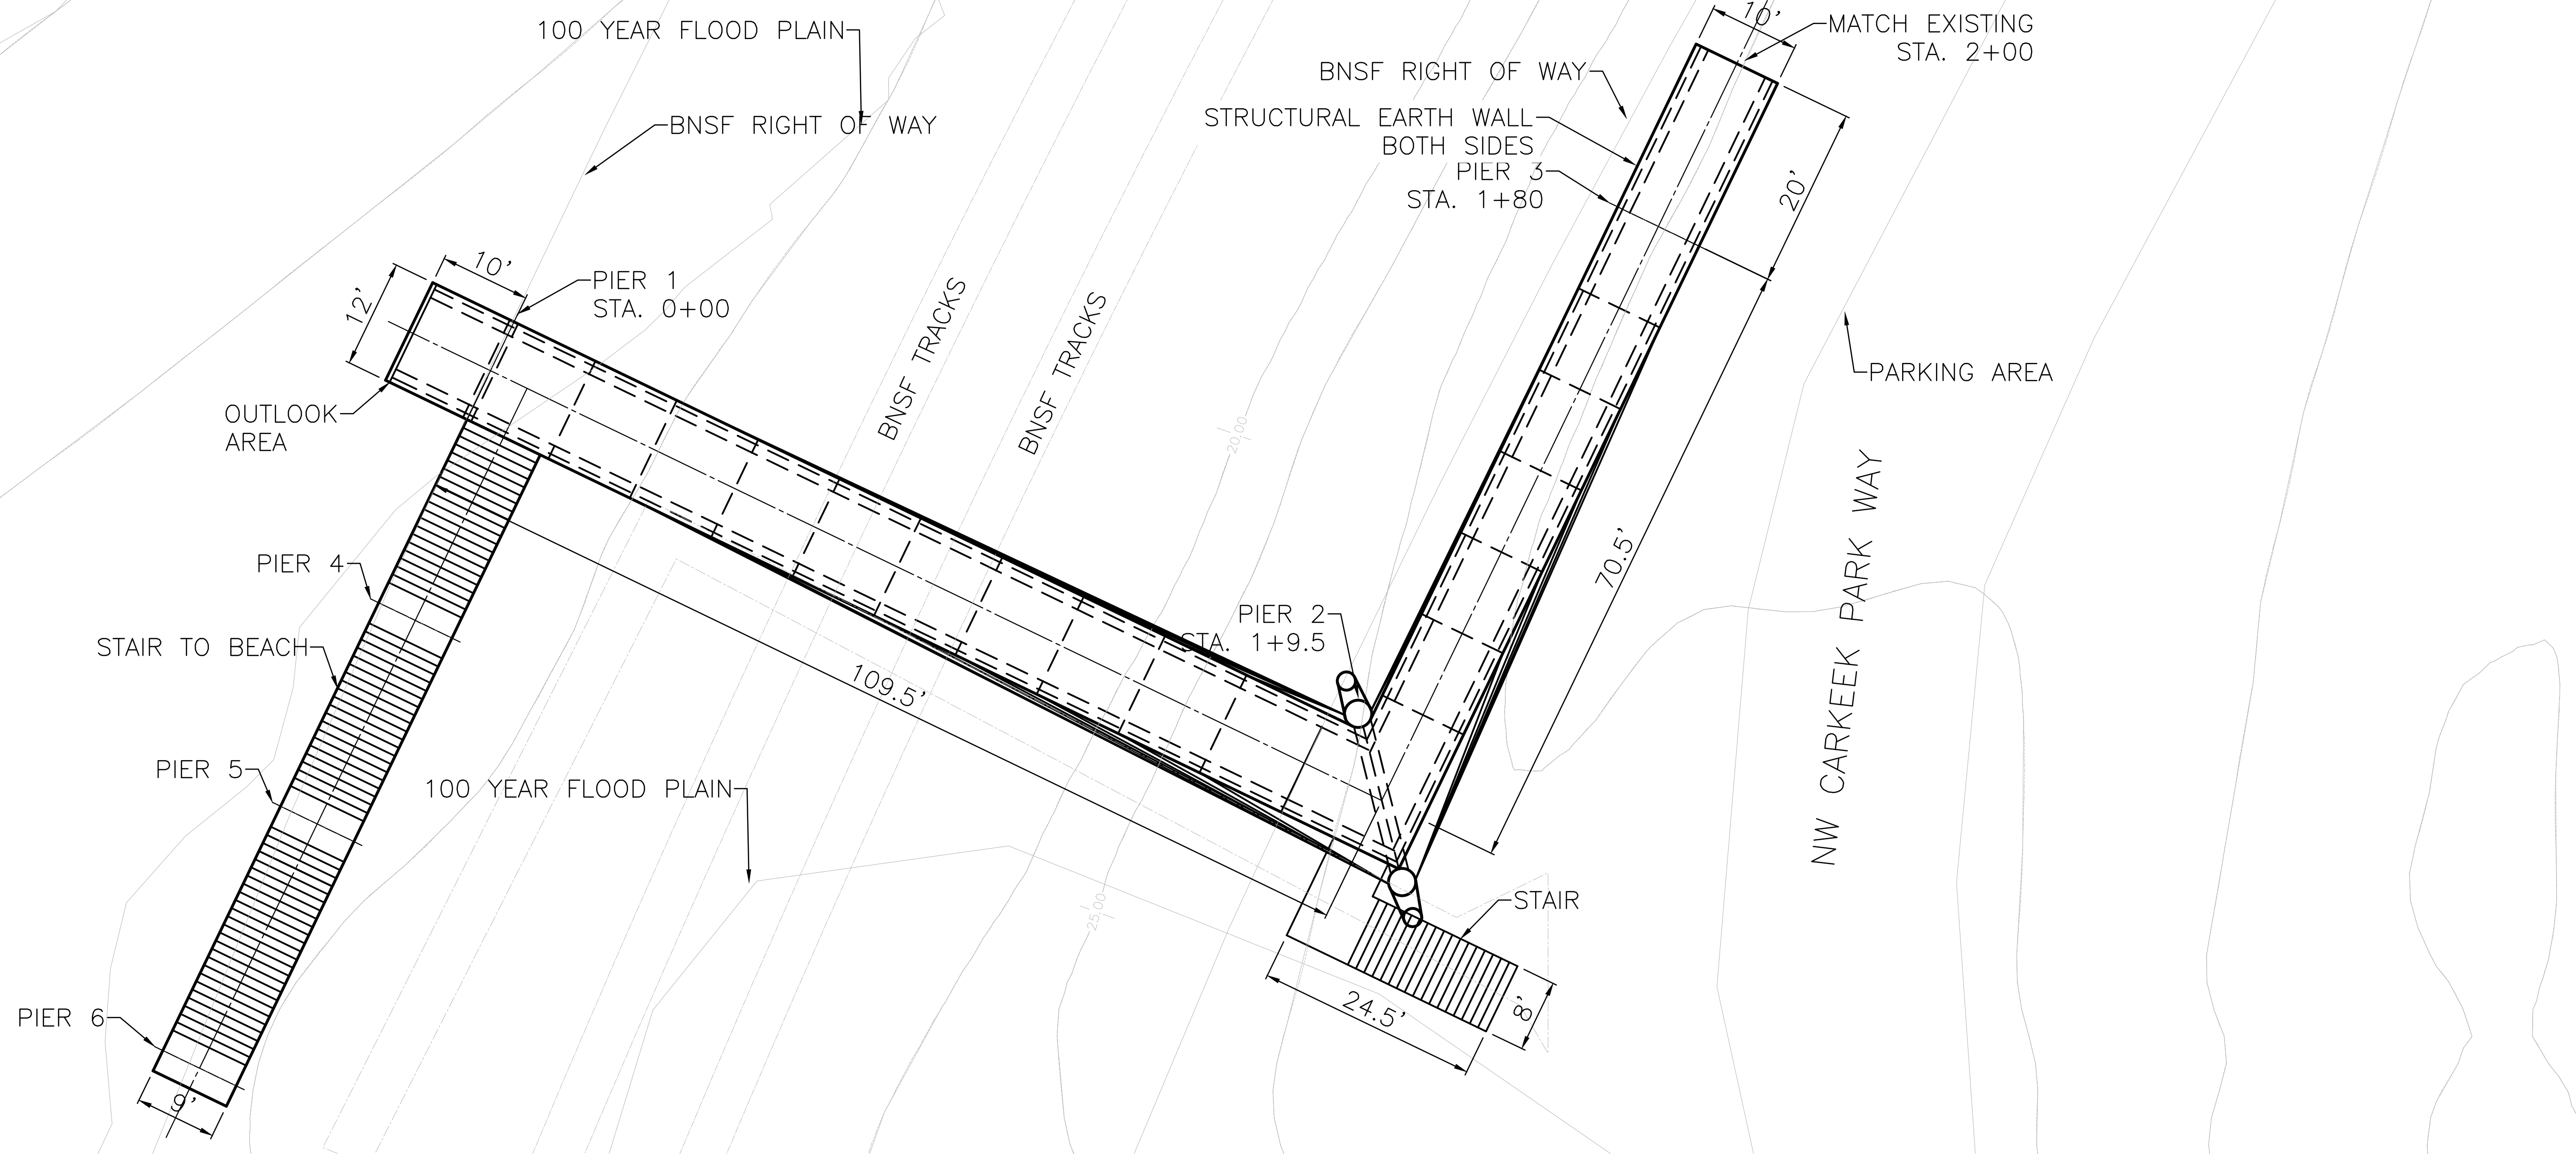 100 YEAR FLOOD PLAIN
10'
MATCH EXISTING
STA. 2+00
BNSF RIGHT OF WAY
BNSF RIGHT OF WAY
STRUCTURAL EARTH WALL
BOTH SIDES
PIER 3
STA. 1+80
20'
10'
12'
PIER 1
STA. 0+00
BNSF TRACKS
BNSF TRACKS
PARKING AREA
OUTLOOK
AREA
20.00
PIER 4
70.5'
NW CARKEEK PARK WAY
STAIR TO BEACH
PIER 2
STA. 1+9.5
109.5'
PIER 5
100 YEAR FLOOD PLAIN
25.00
STAIR
24.5'
8'
PIER 6
9'